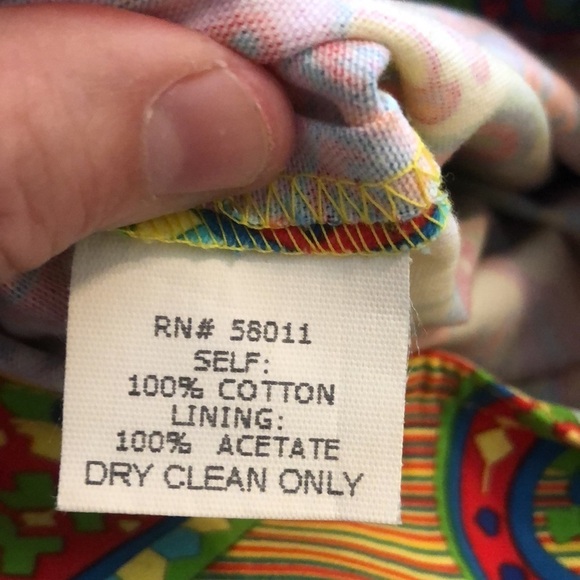 RN# 58011
SELF:
100% COTTON
LINING:
100% ACETATE
DRY CLEAN ONLY